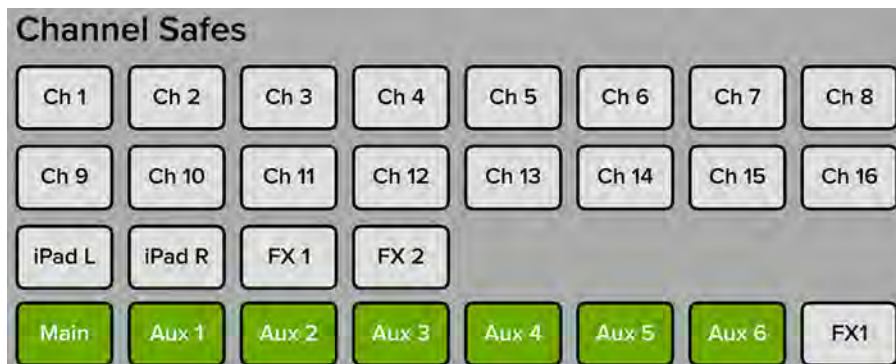 Channel Safes
Ch 1 Ch 2 Ch 3 Ch 4 Ch 5 Ch 6 Ch 7 Ch 8
Ch 9 Ch 10 Ch 11 Ch 12 Ch 13 Ch 14 Ch 15 Ch 16
iPad L iPad R FX 1 FX 2
Main Aux 1 Aux 2 Aux 3 Aux 4 Aux 5 Aux 6 FX1